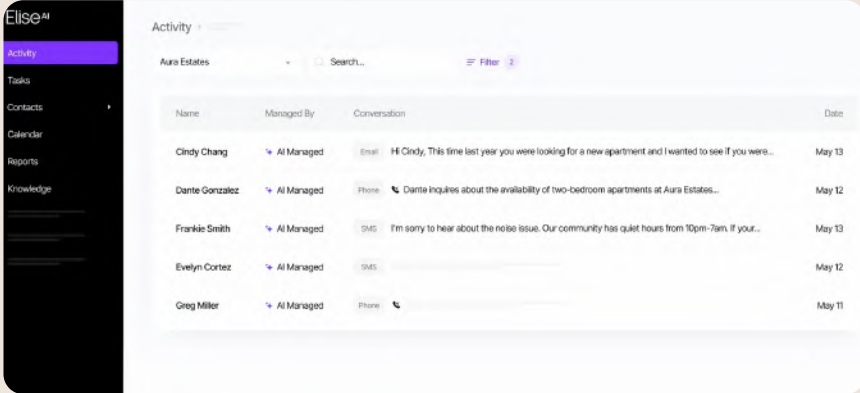 EliseAI
Activity
Tasks
Contacts
Calendar
Reports
Knowledge
Activity
Aura Estates
Search...
Filter 2
Name Managed By Conversation Date
Cindy Chang AI Managed Email Hi Cindy, This time last year you were looking for a new apartment and I wanted to see if you were... May 13
Dante Gonzalez AI Managed Phone Dante inquires about the availability of two-bedroom apartments at Aura Estates... May 12
Frankie Smith AI Managed SMS I'm sorry to hear about the noise issue. Our community has quiet hours from 10pm-7am. If your... May 13
Evelyn Cortez AI Managed SMS May 12
Greg Miller AI Managed Phone May 11